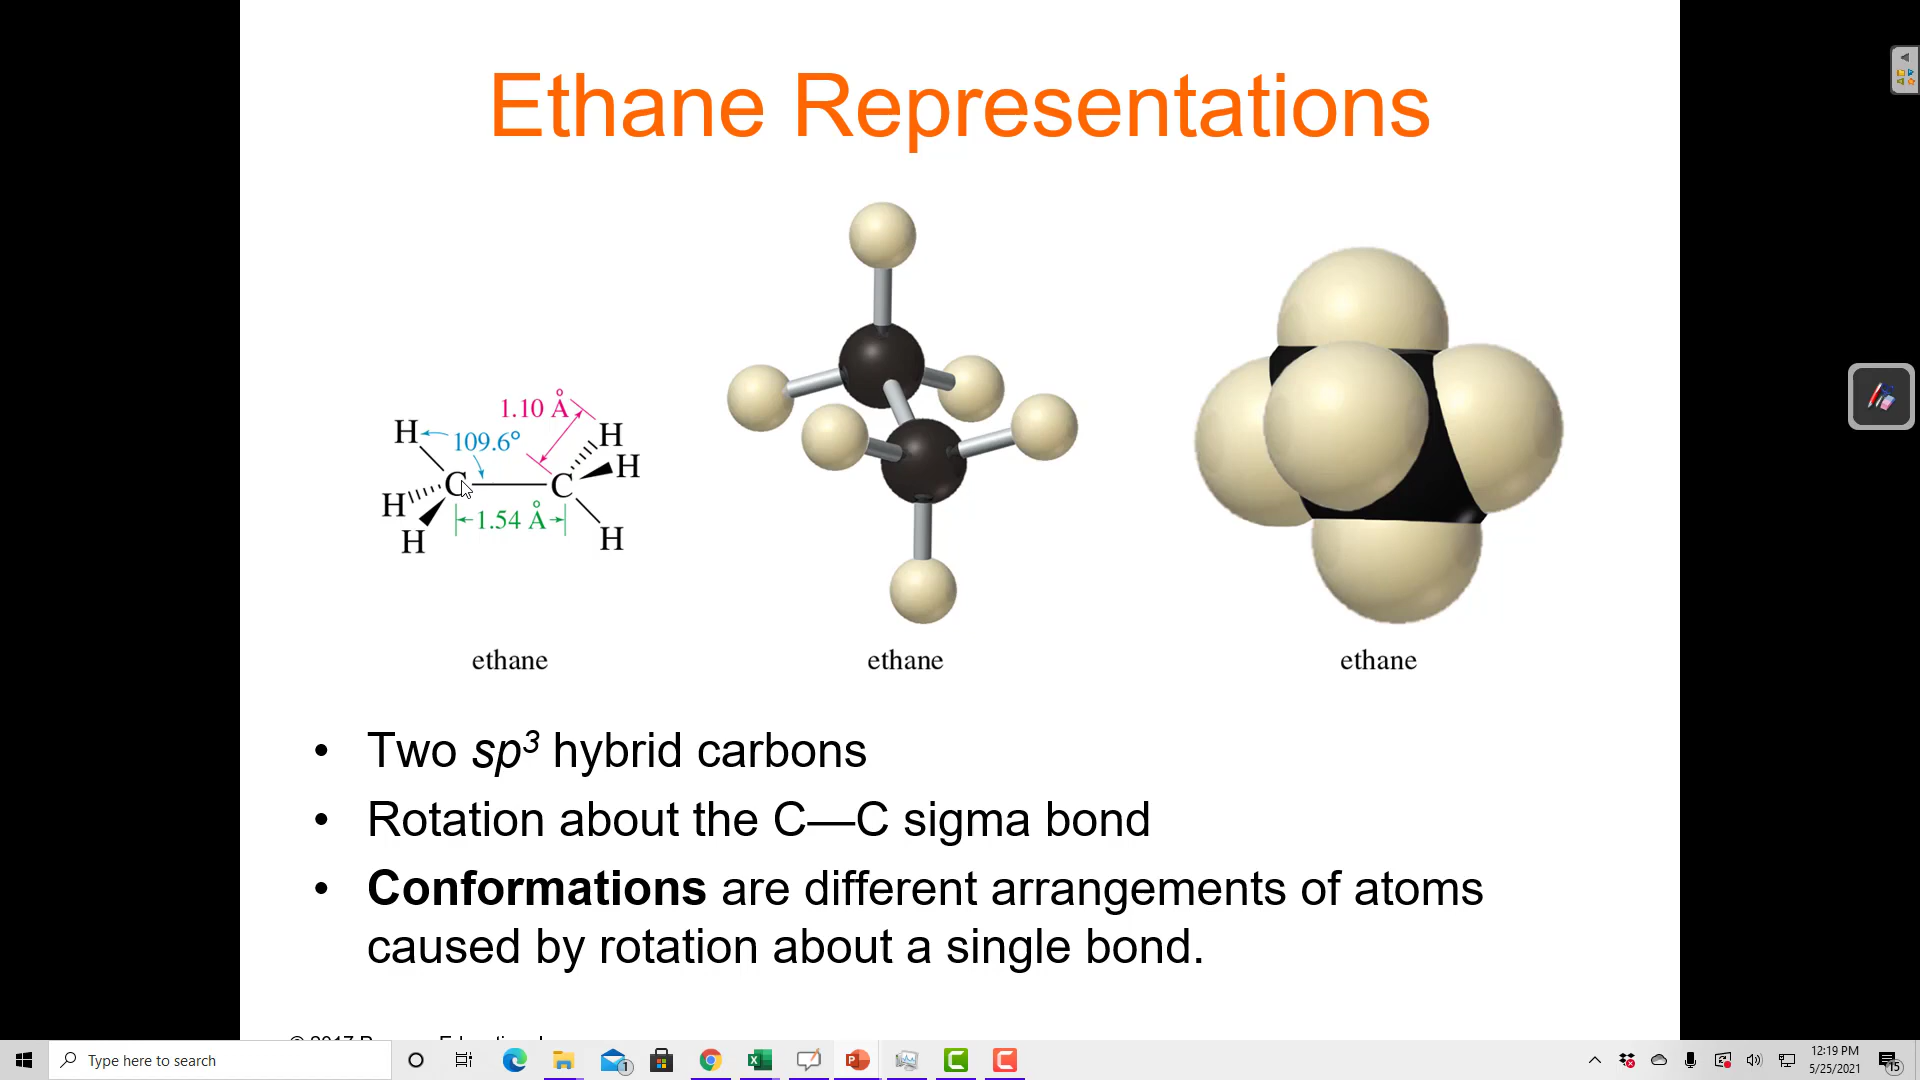 Ethane Representations
1.10 Å
H
109.6°
H
H
C
C
H
H
1.54 Å
H
H
ethane
ethane
ethane
• Two sp³ hybrid carbons
• Rotation about the C—C sigma bond
• Conformations are different arrangements of atoms
caused by rotation about a single bond.
Type here to search
1
12:19 PM
5/25/2021
15